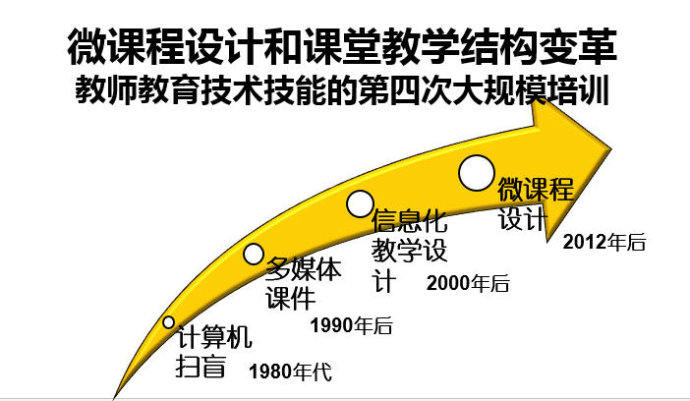 微课程设计和课堂教学结构变革
教师教育技术技能的第四次大规模培训
微课程
设计
2012年后
信息化
教学设
计
2000年后
多媒体
课件
1990年后
计算机
扫盲
1980年代